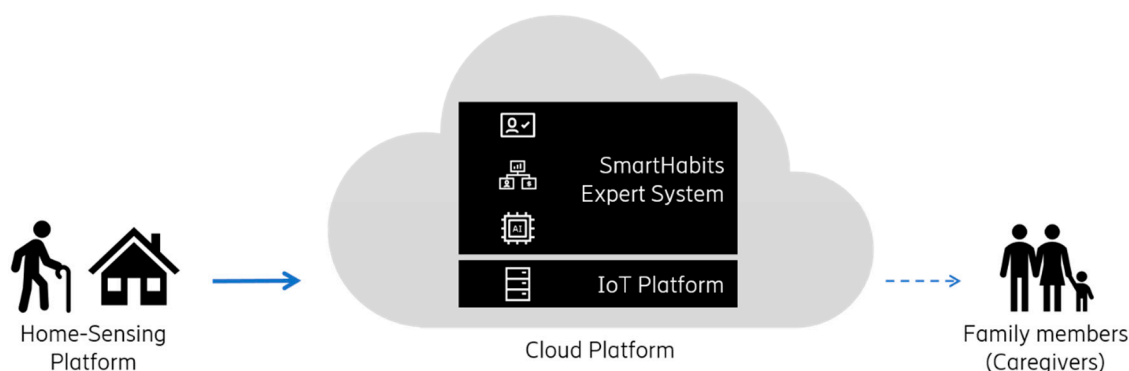 SmartHabits
Expert System
AI
IoT Platform
Home-Sensing
Platform
Cloud Platform
Family members
(Caregivers)